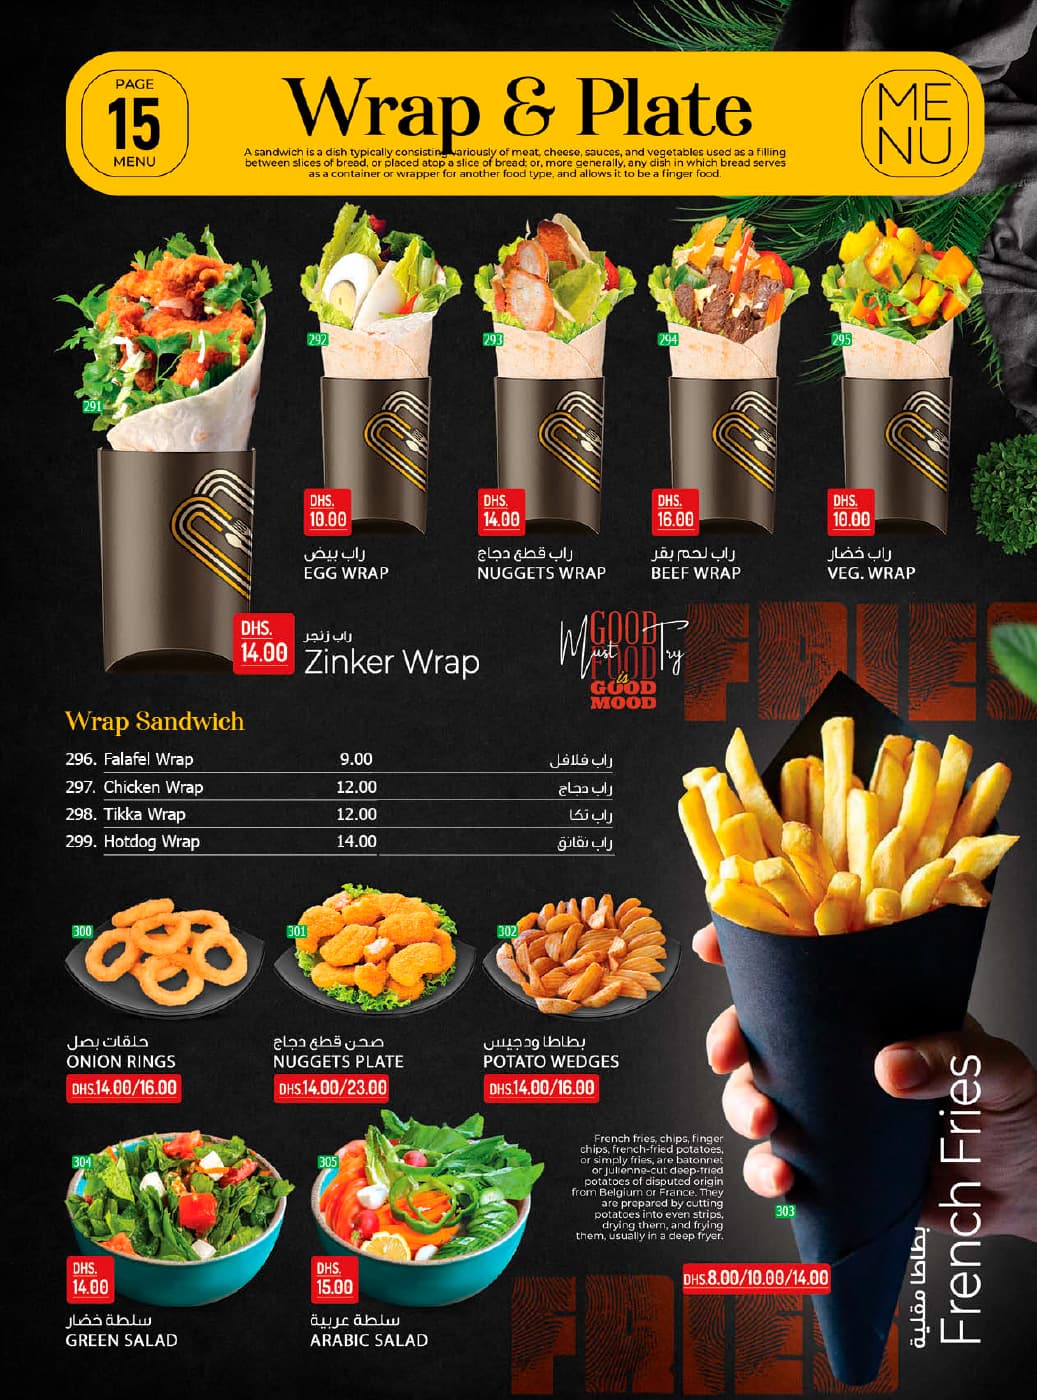 PAGE
15
MENU
Wrap & Plate
A sandwich is a dish typically consisting variously of meat, cheese, sauces, and vegetables used as a filling
between slices of bread, or placed atop a slice of bread; or, more generally, any dish in which bread serves
as a container or wrapper for another food type, and allows it to be a finger food.
ME
NU
291
292
293
294
295
DHS.
10.00
راب بيض
EGG WRAP
DHS.
14.00
راب قطع دجاج
NUGGETS WRAP
DHS.
16.00
راب لحم بقر
BEEF WRAP
DHS.
10.00
راب خضار
VEG. WRAP
DHS.
14.00
راب زنجر
Zinker Wrap
GOOD
Must Try
FOOD
is
GOOD
MOOD
FRIES
Wrap Sandwich
296. Falafel Wrap 9.00 راب فلافل
297. Chicken Wrap 12.00 راب دجاج
298. Tikka Wrap 12.00 راب تكا
299. Hotdog Wrap 14.00 راب نقانق
300
حلقات بصل
ONION RINGS
DHS.14.00/16.00
301
صحن قطع دجاج
NUGGETS PLATE
DHS.14.00/23.00
302
بطاطا ودجيس
POTATO WEDGES
DHS.14.00/16.00
304
DHS.
14.00
سلطة خضار
GREEN SALAD
305
DHS.
15.00
سلطة عربية
ARABIC SALAD
French fries, chips, finger
chips, french-fried potatoes,
or simply fries, are batonnet
or julienne-cut deep-fried
potatoes of disputed origin
from Belgium or France. They
are prepared by cutting
potatoes into even strips,
drying them, and frying
them, usually in a deep fryer.
303
DHS.8.00/10.00/14.00
بطاطا مقلية
French Fries
FRIES